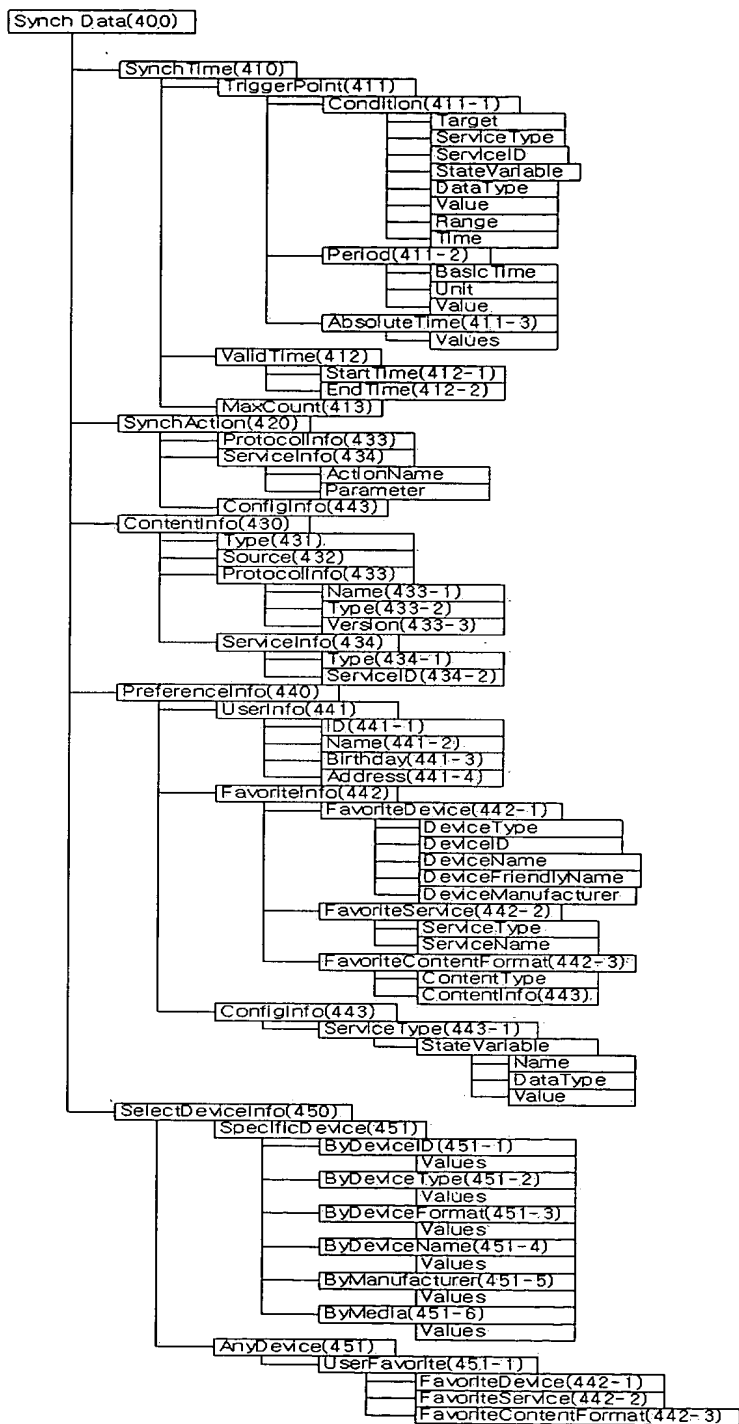 Synch Data(400)
SynchTime(410)
TriggerPoint(411)
Condition(411-1)
Target
ServiceType
ServiceID
StateVariable
DataType
Value
Range
Time
Period(411-2)
BasicTime
Unit
Value
AbsoluteTime(411-3)
Values
ValidTime(412)
StartTime(412-1)
EndTime(412-2)
MaxCount(413)
SynchAction(420)
ProtocolInfo(433)
ServiceInfo(434)
ActionName
Parameter
ConfigInfo(443)
ContentInfo(430)
Type(431)
Source(432)
ProtocolInfo(433)
Name(433-1)
Type(433-2)
Version(433-3)
ServiceInfo(434)
Type(434-1)
ServiceID(434-2)
PreferenceInfo(440)
UserInfo(441)
ID(441-1)
Name(441-2)
Birthday(441-3)
Address(441-4)
FavoriteInfo(442)
FavoriteDevice(442-1)
DeviceType
DeviceID
DeviceName
DeviceFriendlyName
DeviceManufacturer
FavoriteService(442-2)
ServiceType
ServiceName
FavoriteContentFormat(442-3)
ContentType
ContentInfo(443)
ConfigInfo(443)
ServiceType(443-1)
StateVariable
Name
DataType
Value
SelectDeviceInfo(450)
SpecificDevice(451)
ByDeviceID(451-1)
Values
ByDeviceType(451-2)
Values
ByDeviceFormat(451-3)
Values
ByDeviceName(451-4)
Values
ByManufacturer(451-5)
Values
ByMedia(451-6)
Values
AnyDevice(451)
UserFavorite(451-1)
FavoriteDevice(442-1)
FavoriteService(442-2)
FavoriteContentFormat(442-3)